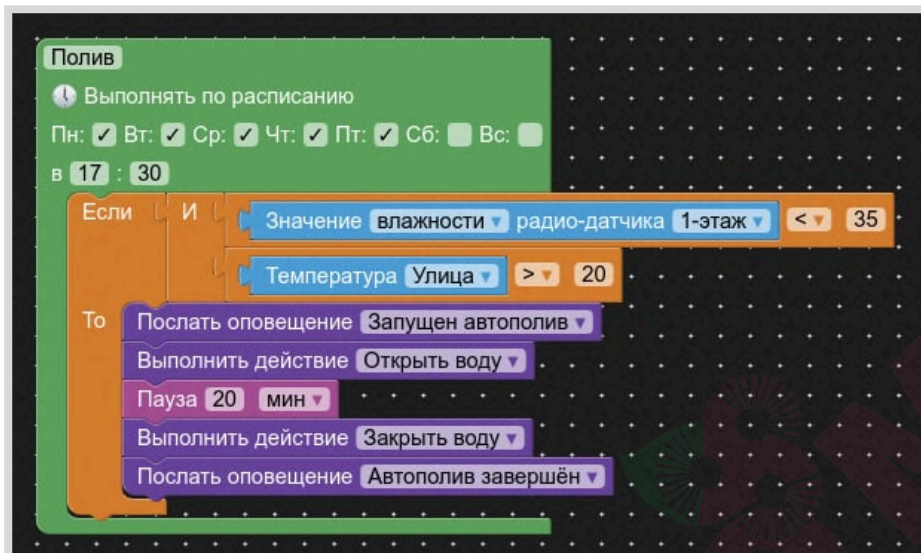 Полив
Выполнять по расписанию
Пн: Вт: Ср: Чт: Пт: Сб: Вс:
в 17 : 30
Если И Значение влажности радио-датчика 1-этаж < 35
Температура Улица > 20
То Послать оповещение Запущен автополив
Выполнить действие Открыть воду
Пауза 20 мин
Выполнить действие Закрыть воду
Послать оповещение Автополив завершён